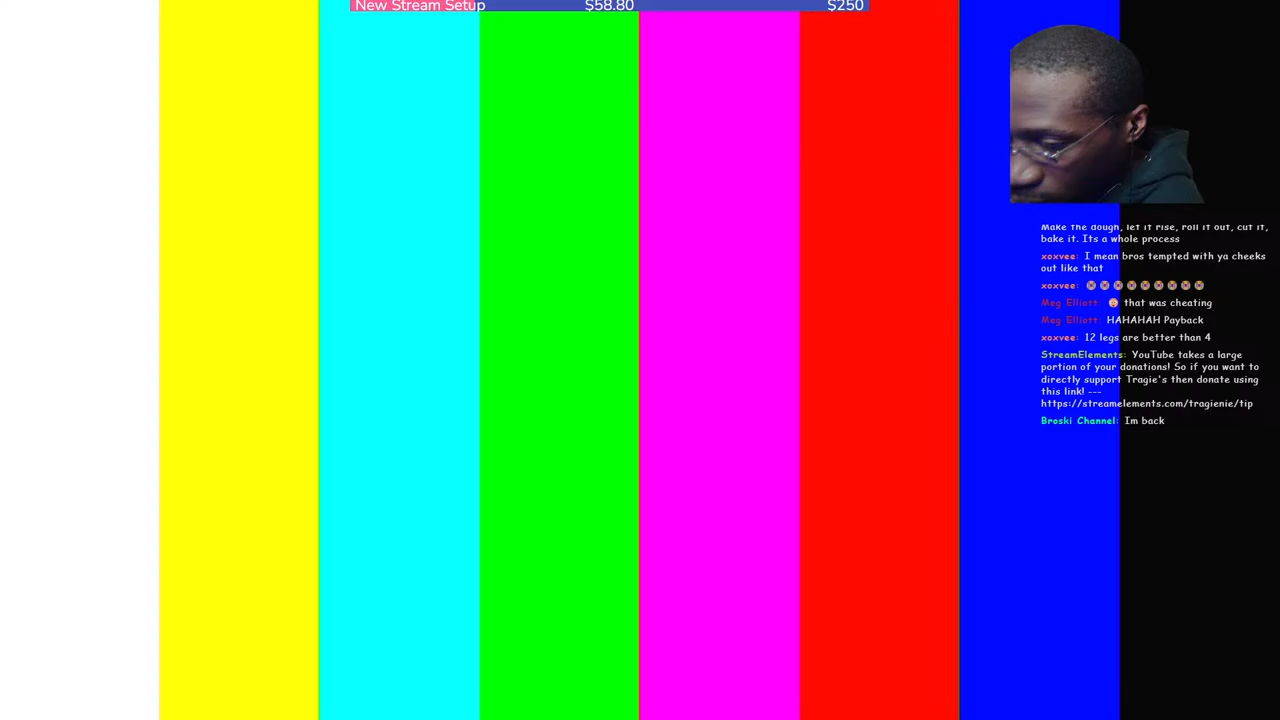 New Stream Setup $58.80 $250
Make the dough, let it rise, roll it out, cut it,
bake it. Its a whole process
xoxvee: I mean bros tempted with ya cheeks
out like that
xoxvee:
Meg Elliott: that was cheating
Meg Elliott: HAHAHAH Payback
xoxvee: 12 legs are better than 4
StreamElements: YouTube takes a large
portion of your donations! So if you want to
directly support Tragie's then donate using
this link! ---
https://streamelements.com/tragienie/tip
Broski Channel: Im back